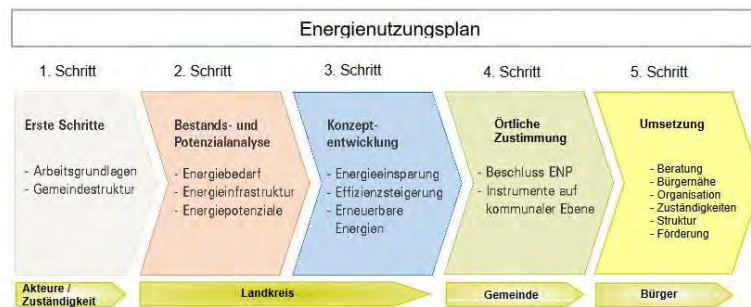 Energienutzungsplan
1. Schritt
2. Schritt
3. Schritt
4. Schritt
5. Schritt
Erste Schritte
- Arbeitsgrundlagen
- Gemeindestruktur
Bestands- und
Potenzialanalyse
- Energiebedarf
- Energieinfrastruktur
- Energiepotenziale
Konzept-
entwicklung
- Energieeinsparung
- Effizienzsteigerung
- Erneuerbare
Energien
Örtliche
Zustimmung
- Beschluss ENP
- Instrumente auf
kommunaler Ebene
Umsetzung
- Beratung
- Bürgernähe
- Organisation
- Zuständigkeiten
- Struktur
- Förderung
Akteure /
Zuständigkeit
Landkreis
Gemeinde
Bürger